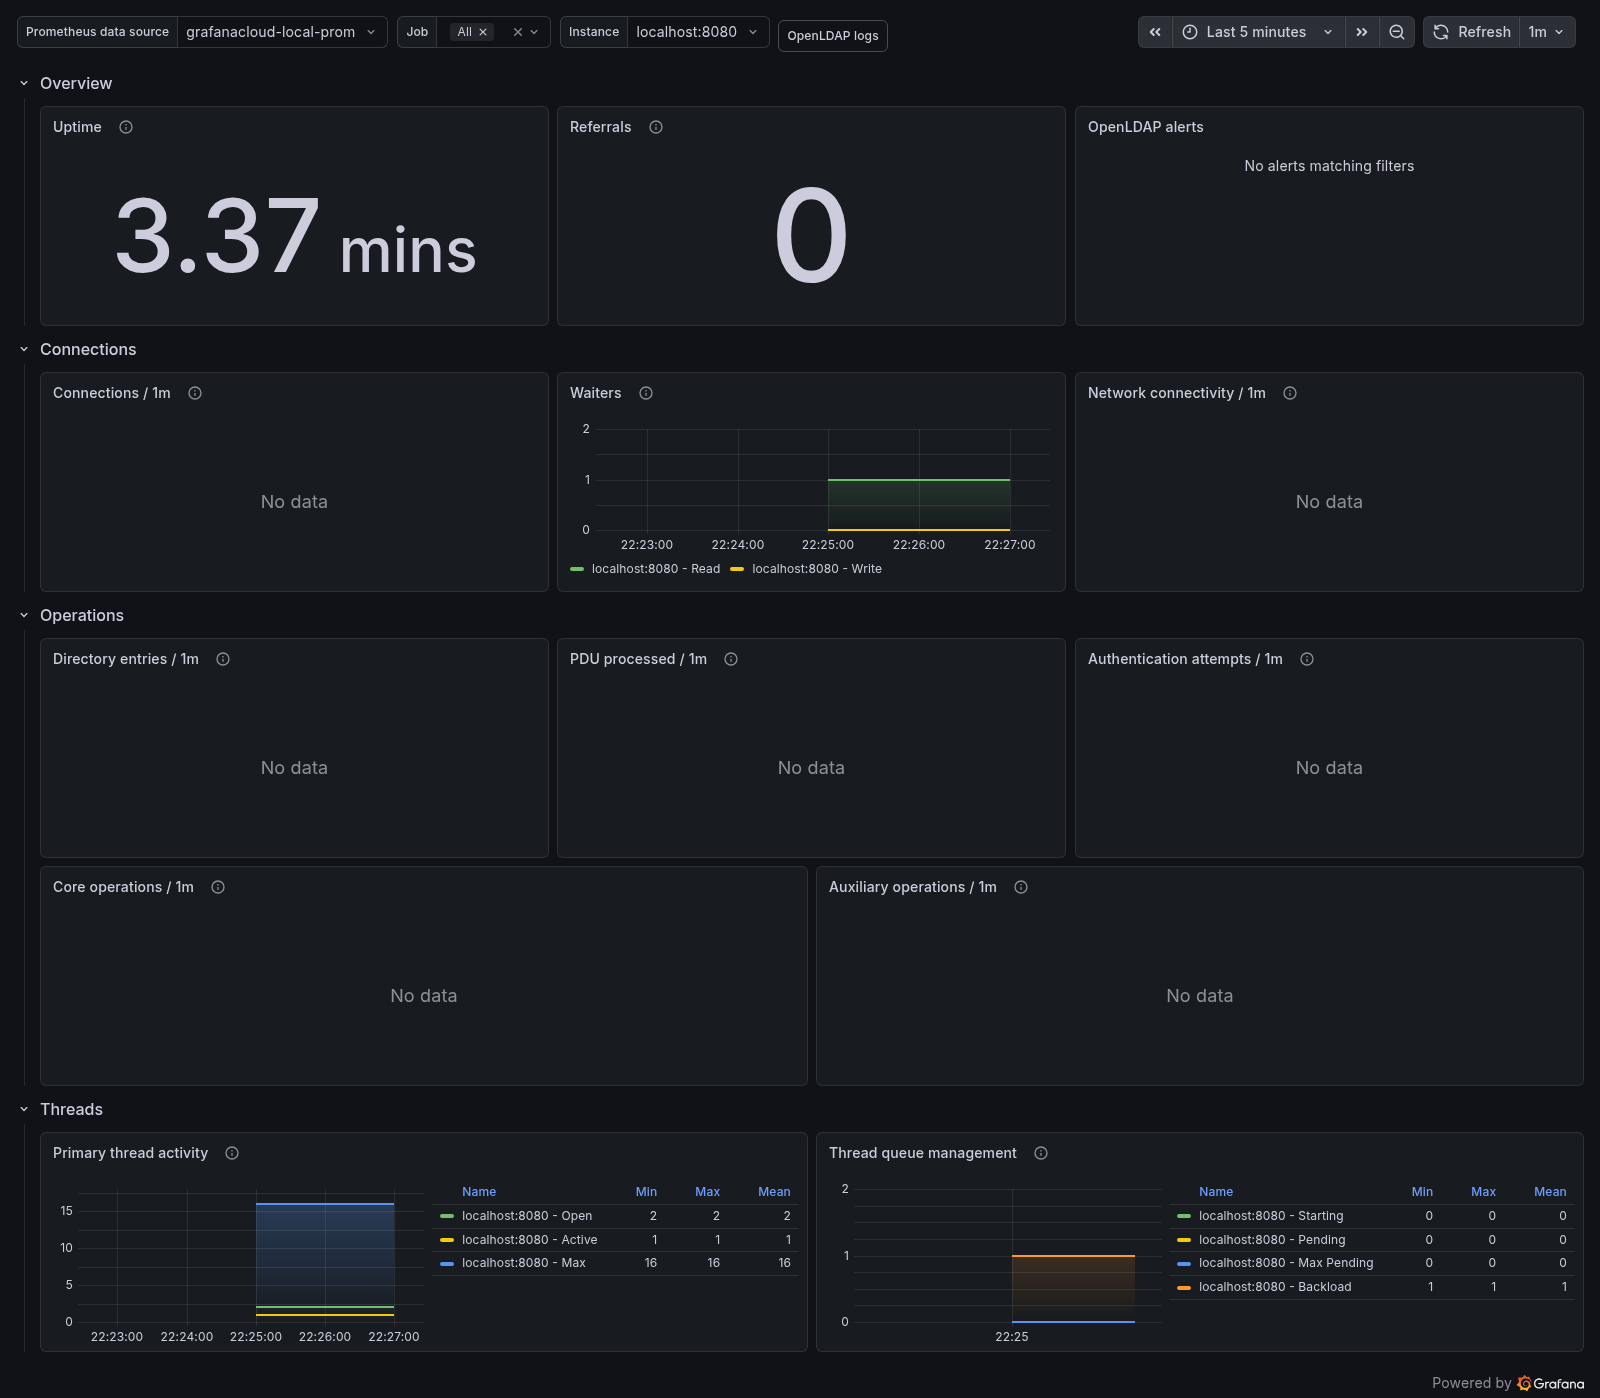 Prometheus data source grafanacloud-local-prom Job All Instance localhost:8080 OpenLDAP logs Last 5 minutes Refresh 1m
Overview
Uptime
3.37 mins
Referrals
0
OpenLDAP alerts
No alerts matching filters
Connections
Connections / 1m
No data
Waiters
2
1
0
22:23:00 22:24:00 22:25:00 22:26:00 22:27:00
localhost:8080 - Read localhost:8080 - Write
Network connectivity / 1m
No data
Operations
Directory entries / 1m
No data
PDU processed / 1m
No data
Authentication attempts / 1m
No data
Core operations / 1m
No data
Auxiliary operations / 1m
No data
Threads
Primary thread activity
15
10
5
0
22:23:00 22:24:00 22:25:00 22:26:00 22:27:00
Name Min Max Mean
localhost:8080 - Open 2 2 2
localhost:8080 - Active 1 1 1
localhost:8080 - Max 16 16 16
Thread queue management
2
1
0
22:25
Name Min Max Mean
localhost:8080 - Starting 0 0 0
localhost:8080 - Pending 0 0 0
localhost:8080 - Max Pending 0 0 0
localhost:8080 - Backload 1 1 1
Powered by Grafana